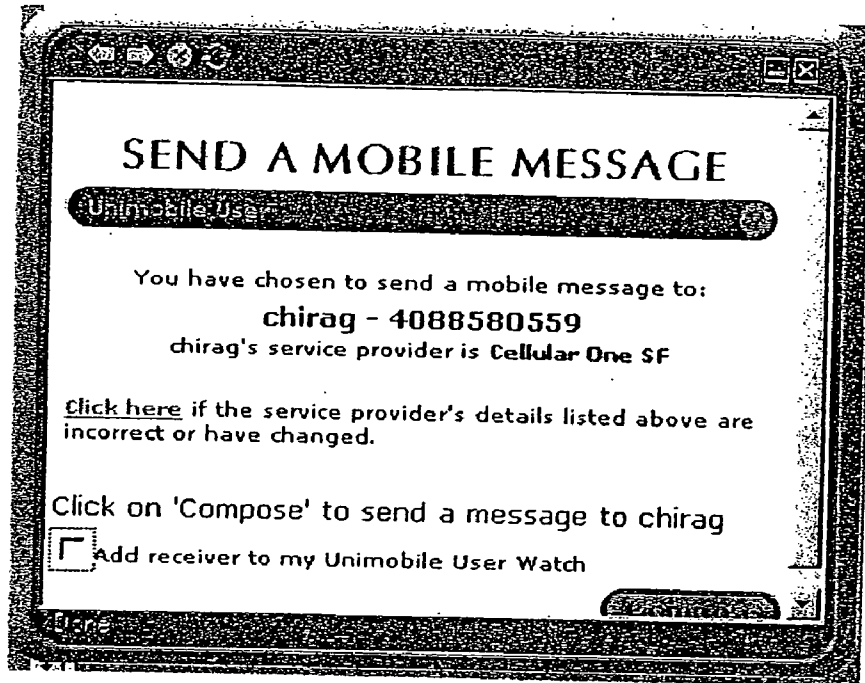 SEND A MOBILE MESSAGE
Unimobile User
You have chosen to send a mobile message to:
chirag - 4088580559
chirag's service provider is Cellular One SF
Click here if the service provider's details listed above are
incorrect or have changed.
Click on 'Compose' to send a message to chirag
Add receiver to my Unimobile User Watch
Done